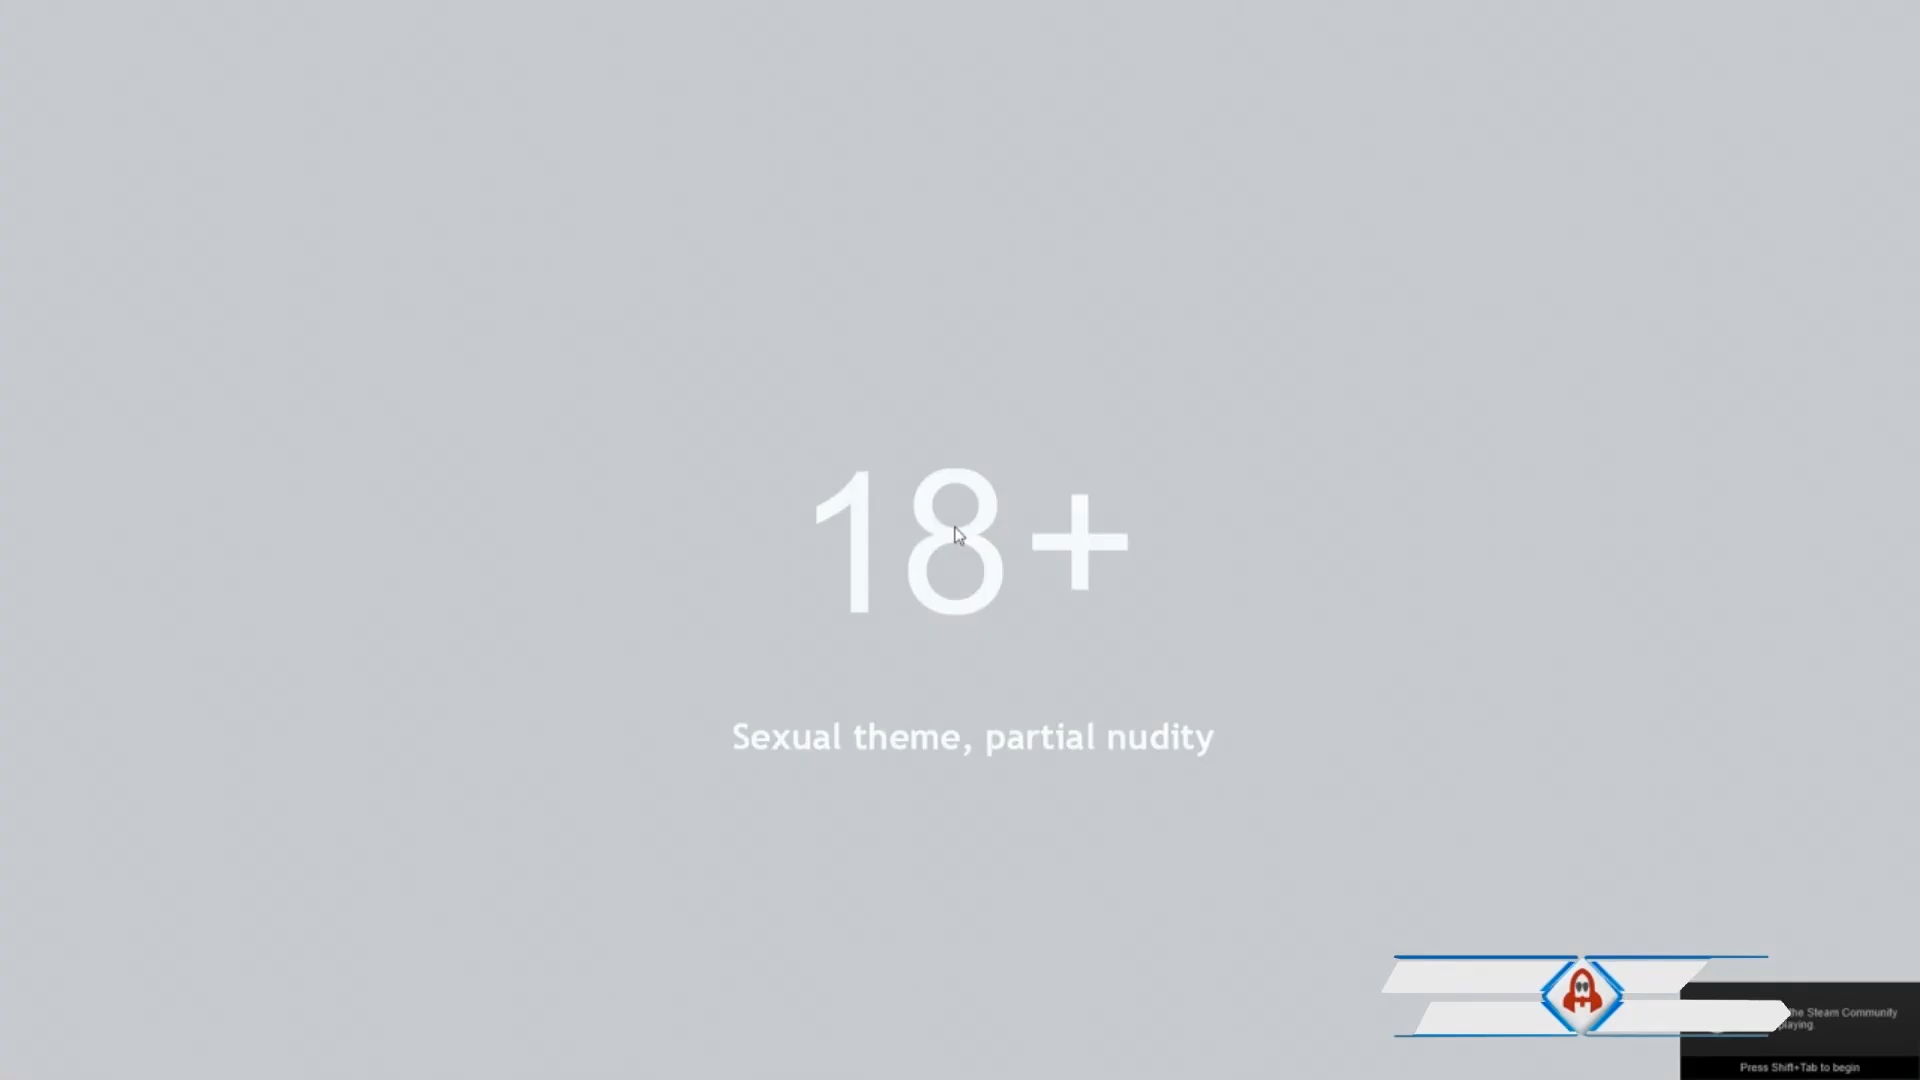 18+
Sexual theme, partial nudity
the Steam Community
playing.
Press Shift+Tab to begin